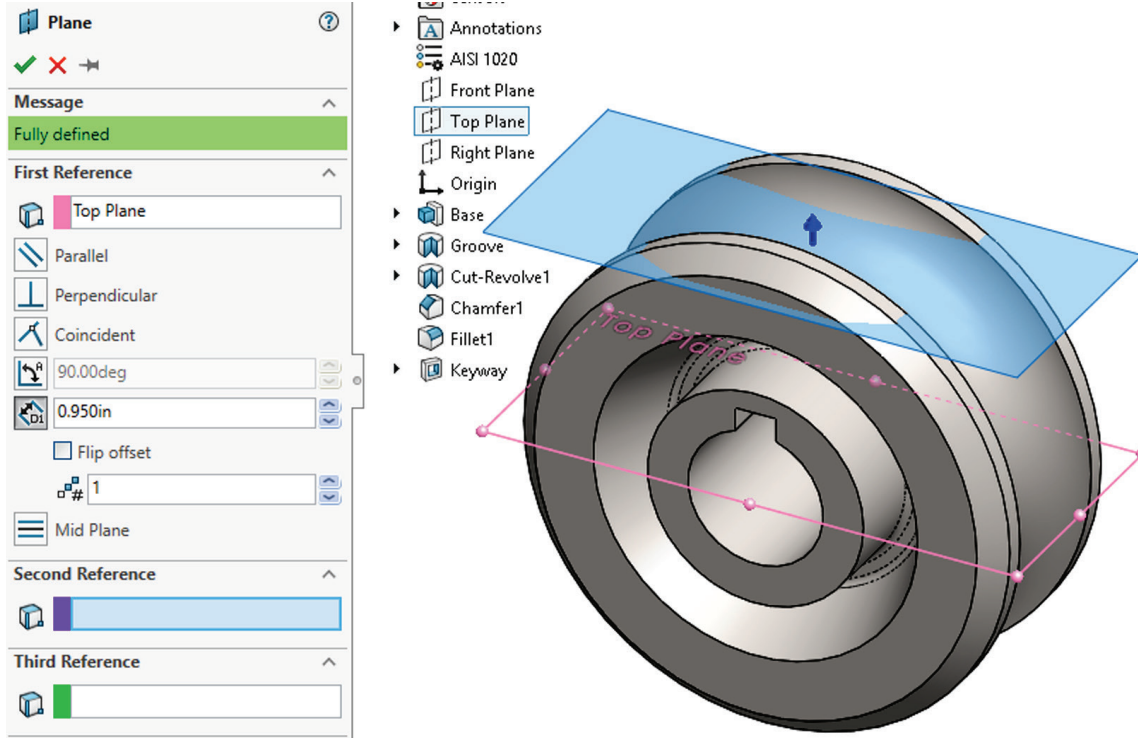 Plane
Message
Fully defined
First Reference
Top Plane
Parallel
Perpendicular
Coincident
90.00deg
D1
0.950in
Flip offset
# 1
Mid Plane
Second Reference
Third Reference
A Annotations
AISI 1020
Front Plane
Top Plane
Right Plane
Origin
Base
Groove
Cut-Revolve1
Chamfer1
Fillet1
Keyway
Top Plane